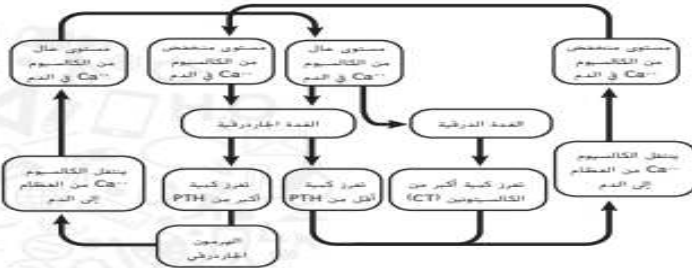 مستوى عال
من الكالسيوم
Ca⁺⁺ في الدم
مستوى منخفض
من الكالسيوم
Ca⁺⁺ في الدم
مستوى عال
من الكالسيوم
Ca⁺⁺ في الدم
مستوى منخفض
من الكالسيوم
Ca⁺⁺ في الدم
الغدة الجاردرقية
الغدة الدرقية
ينتقل الكالسيوم
Ca⁺⁺ من العظام
إلى الدم
تفرز كمية
أكبر من PTH
تفرز كمية
أقل من PTH
تفرز كمية أكبر من
الكالسيتونين (CT)
ينتقل الكالسيوم
Ca⁺⁺ من العظام
إلى الدم
الهرمون
الجاردرقي